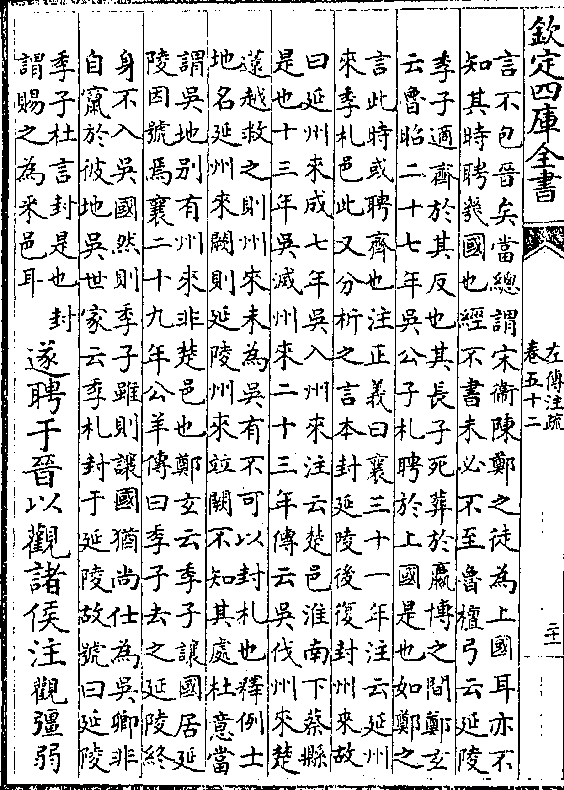 欽定四庫全書
左傳注疏
卷五十二
言不包晉矣當總謂宋衞陳鄭之徒為上國耳亦不
知其時聘幾國也經不書未必不至魯檀弓云延陵
季子適齊於其反也其長子死葬於羸博之間鄭玄
云魯昭二十七年吳公子札聘於上國是也如鄭之
言此時或聘齊也注正義曰襄三十一年注云延州
來季札邑此又分析之言本封延陵後復封州來故
曰延州來成七年吳入州來注云楚邑淮南下蔡縣
是也十三年吳滅州來二十三年傳云吳伐州來楚
薳越救之則州來未為吳有不可以封札也釋例土
地名延州來闕則延陵州來竝闕不知其處杜意當
謂吳地别有州來非楚邑也鄭玄云季子讓國居延
陵因號焉襄二十九年公羊傳曰季子去之延陵終
身不入吳國然則季子雖則讓國猶尚仕為吳卿非
自竄於彼地吳世家云季札封于延陵故號曰延陵
季子杜言封是也 封
謂賜之為采邑耳
遂聘于晉以觀諸侯注觀彊弱